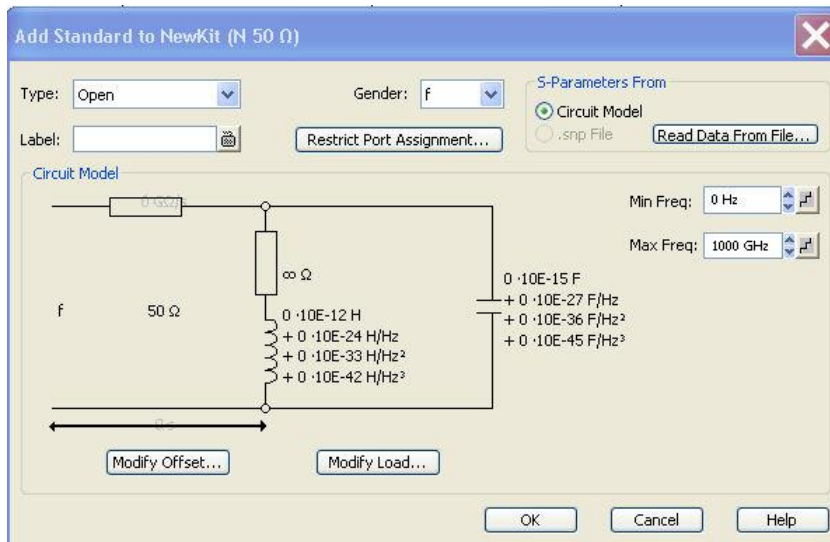 Add Standard to NewKit (N 50 Ω)
Type: Open
Gender: f
S-Parameters From
Circuit Model
.snp File
Read Data From File...
Label:
Restrict Port Assignment...
Circuit Model
0 GΩ/s
Min Freq: 0 Hz
Max Freq: 1000 GHz
∞ Ω
f
50 Ω
0 ·10E-12 H
+ 0 ·10E-24 H/Hz
+ 0 ·10E-33 H/Hz²
+ 0 ·10E-42 H/Hz³
0 ·10E-15 F
+ 0 ·10E-27 F/Hz
+ 0 ·10E-36 F/Hz²
+ 0 ·10E-45 F/Hz³
0 s
Modify Offset...
Modify Load...
OK
Cancel
Help